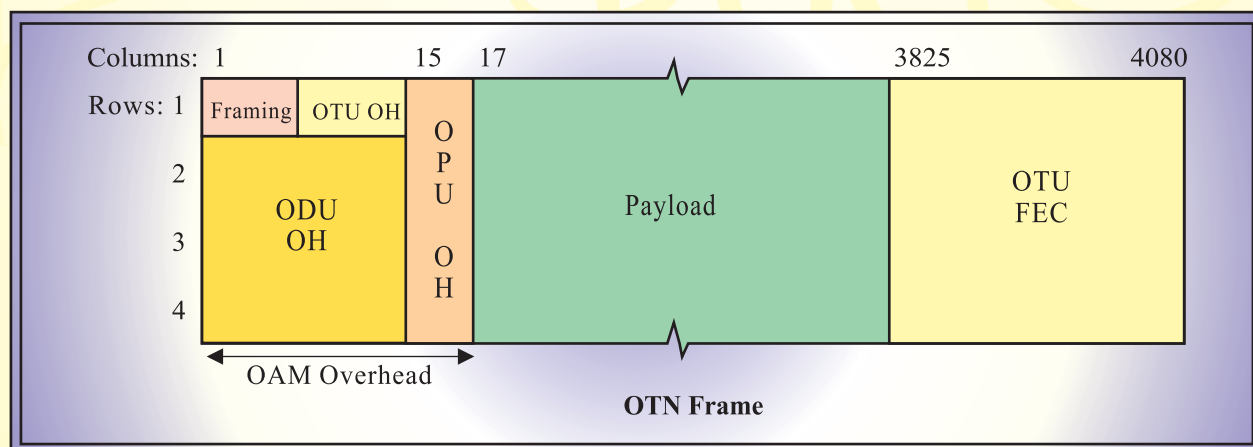 Columns: 1 15 17 3825 4080
Rows: 1
Framing
OTU OH
2
3
4
ODU
OH
O
P
U
O
H
Payload
OTU
FEC
OAM Overhead
OTN Frame